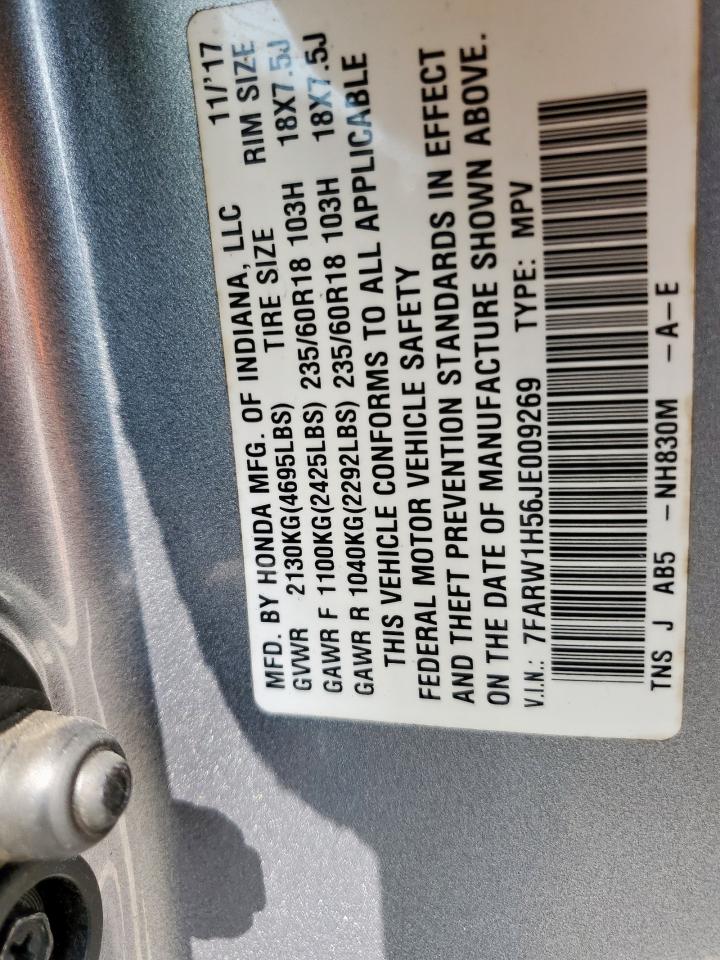 MFD. BY HONDA MFG. OF INDIANA, LLC 11/'17
GVWR 2130KG(4695LBS) TIRE SIZE RIM SIZE
GAWR F 1100KG(2425LBS) 235/60R18 103H 18X7.5J
GAWR R 1040KG(2292LBS) 235/60R18 103H 18X7.5J
THIS VEHICLE CONFORMS TO ALL APPLICABLE
FEDERAL MOTOR VEHICLE SAFETY
AND THEFT PREVENTION STANDARDS IN EFFECT
ON THE DATE OF MANUFACTURE SHOWN ABOVE.
V.I.N.: 7FARW1H56JE009269 TYPE: MPV
TNS J AB5 -NH830M -A-E